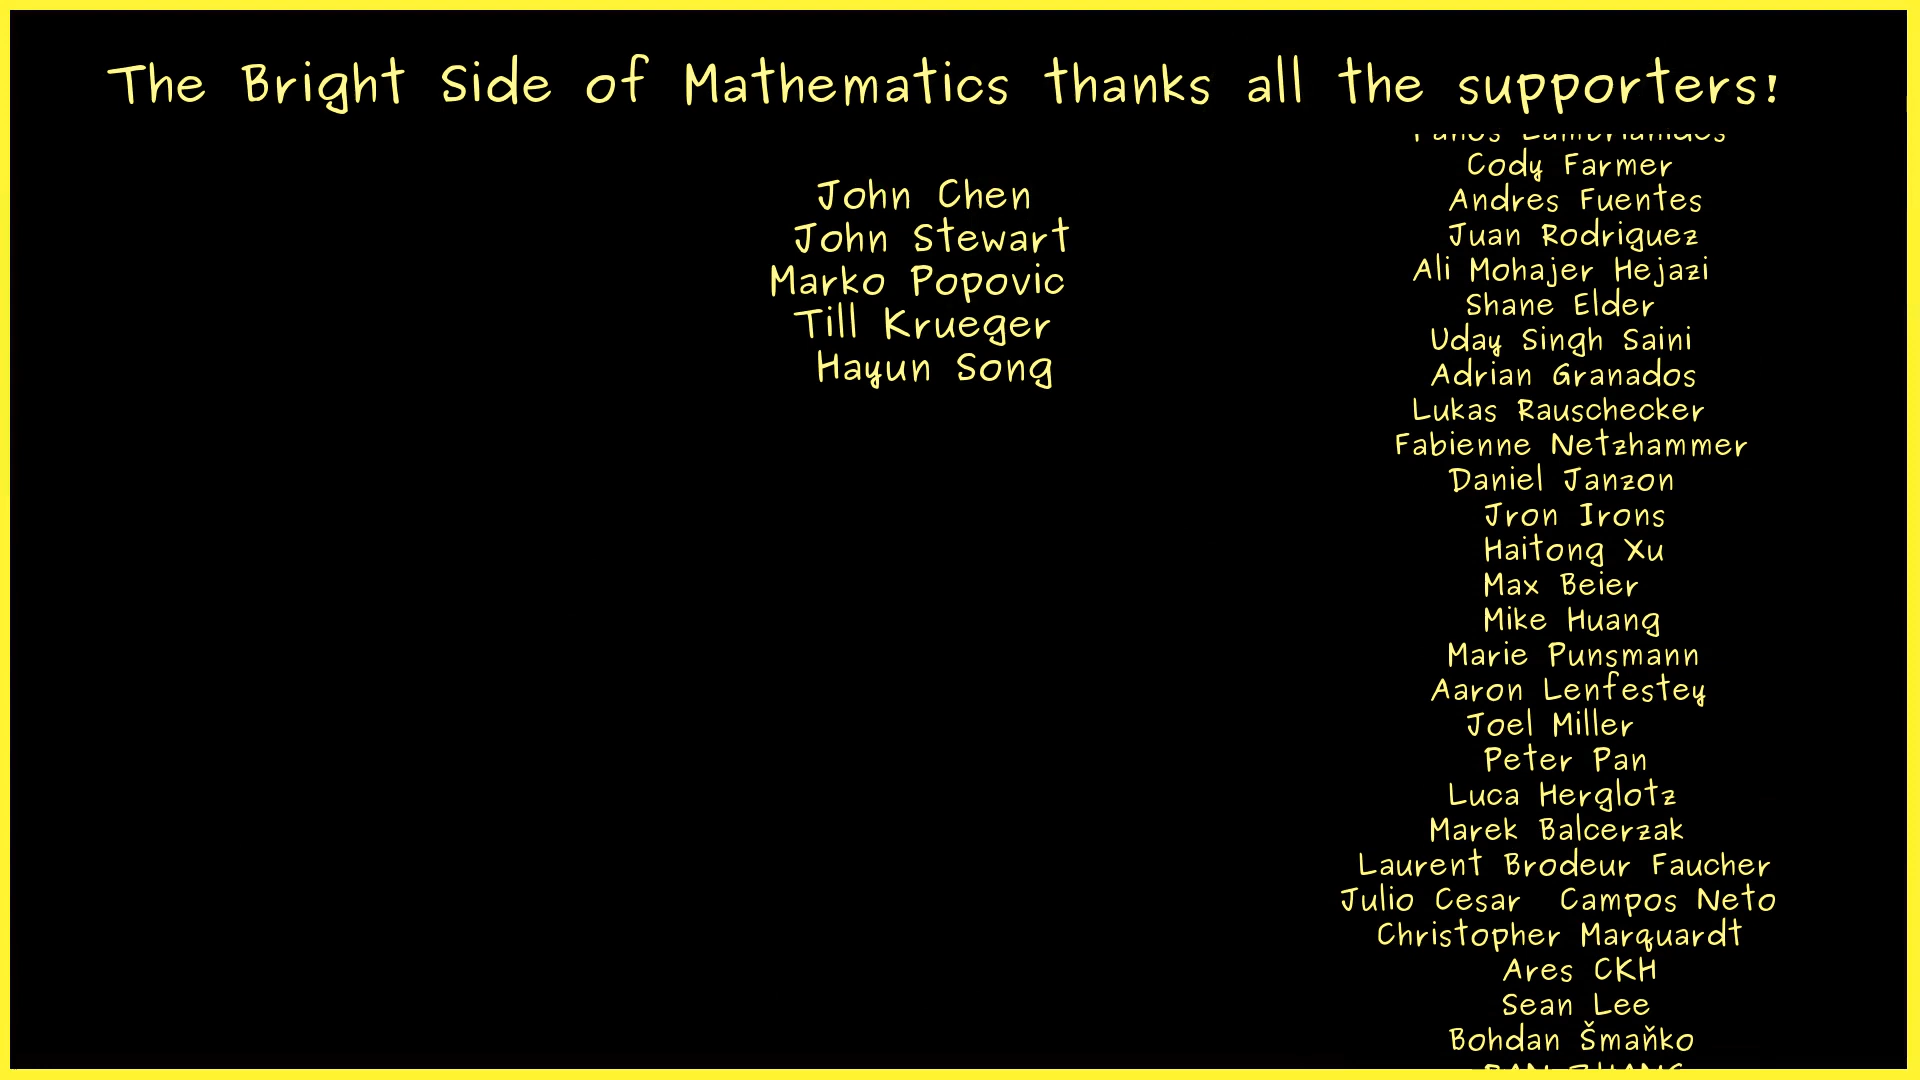 The Bright Side of Mathematics thanks all the supporters!
John Chen
John Stewart
Marko Popovic
Till Krueger
Hayun Song
Cody Farmer
Andres Fuentes
Juan Rodriguez
Ali Mohajer Hejazi
Shane Elder
Uday Singh Saini
Adrian Granados
Lukas Rauschecker
Fabienne Netzhammer
Daniel Janzon
Jron Irons
Haitong Xu
Max Beier
Mike Huang
Marie Punsmann
Aaron Lenfestey
Joel Miller
Peter Pan
Luca Herglotz
Marek Balcerzak
Laurent Brodeur Faucher
Julio Cesar Campos Neto
Christopher Marquardt
Ares CKH
Sean Lee
Bohdan Šmaňko